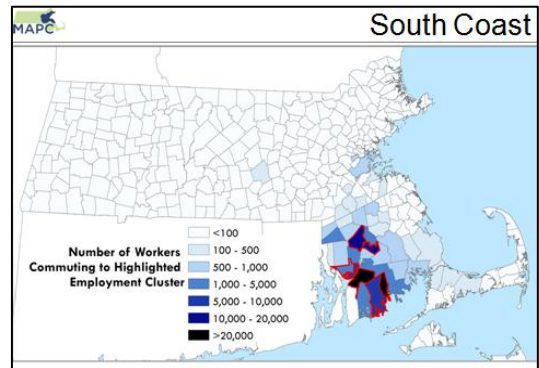 MAPC
South Coast
Number of Workers
Commuting to Highlighted
Employment Cluster
<100
100 - 500
500 - 1,000
1,000 - 5,000
5,000 - 10,000
10,000 - 20,000
>20,000